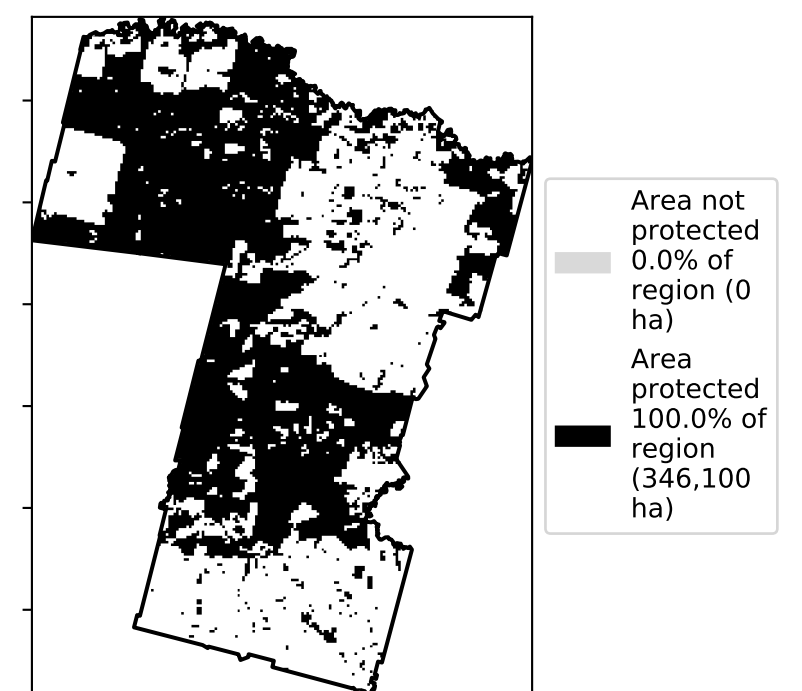 Area not
protected
0.0% of
region (0
ha)
Area
protected
100.0% of
region
(346,100
ha)